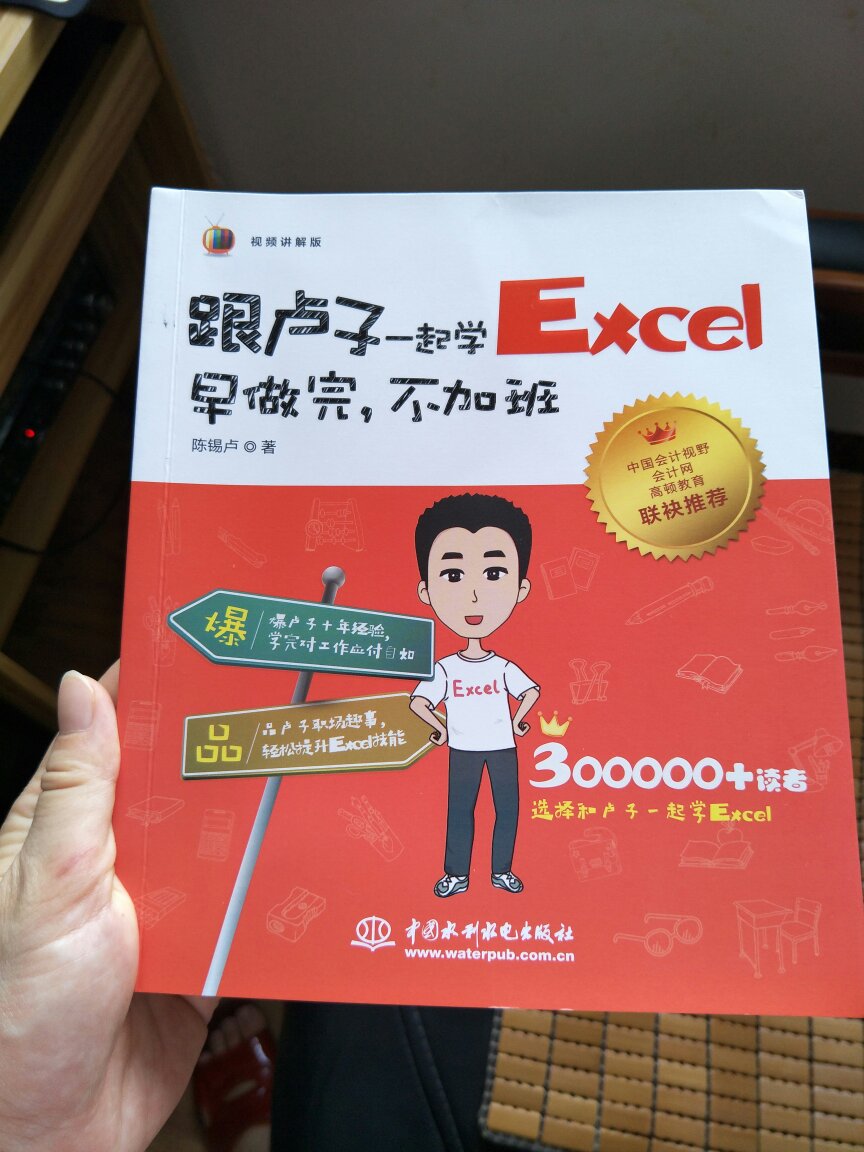 视频讲解版
跟卢子一起学Excel
早做完，不加班
陈锡卢◎著
中国会计视野
会计网
高顿教育
联袂推荐
爆
爆卢子十年经验，
学完对工作应付自如
品
品卢子职场趣事，
轻松提升Excel技能
Excel
300000+读者
选择和卢子一起学Excel
中国水利水电出版社
www.waterpub.com.cn